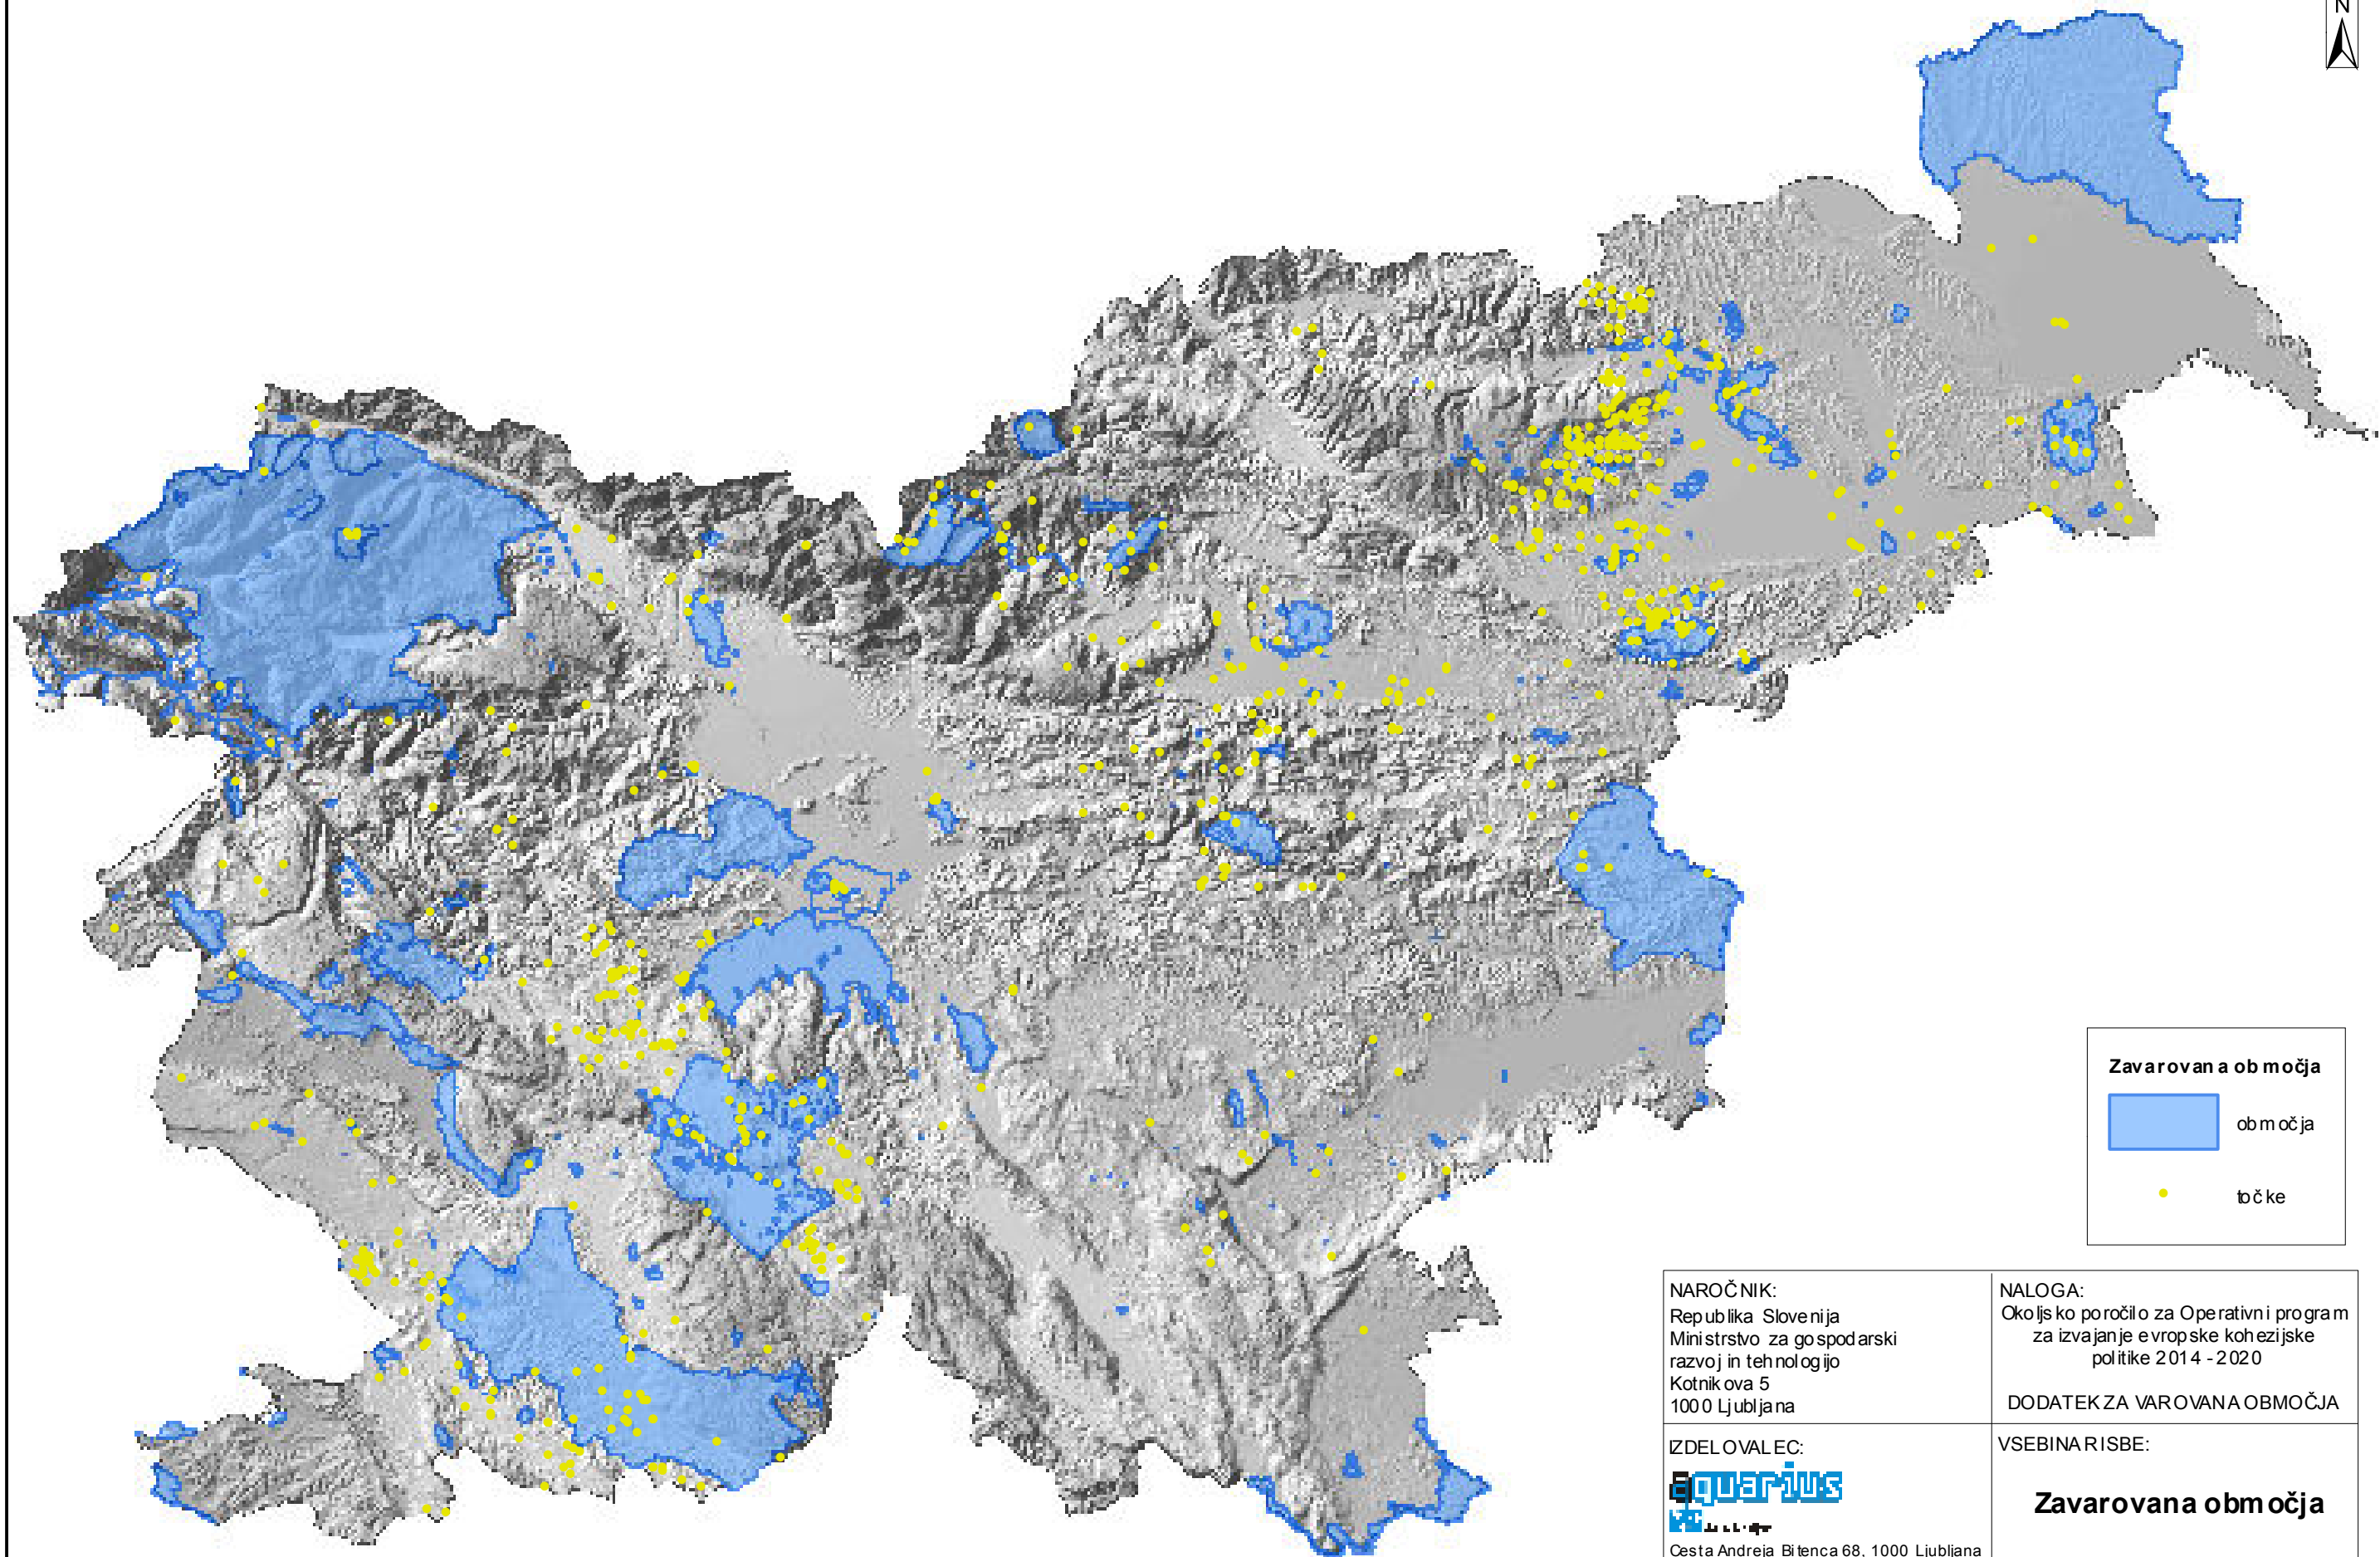 N
Zavarovana območja
območja
točke
NAROČNIK:
Republika Slovenija
Ministrstvo za gospodarski
razvoj in tehnologijo
Kotnikova 5
1000 Ljubljana
NALOGA:
Okoljsko poročilo za Operativni program
za izvajanje evropske kohezijske
politike 2014 - 2020
DODATEK ZA VAROVANA OBMOČJA
IZDELOVALEC:
aquarius
Cesta Andreja Bitenca 68, 1000 Ljubljana
VSEBINA RISBE:
Zavarovana območja